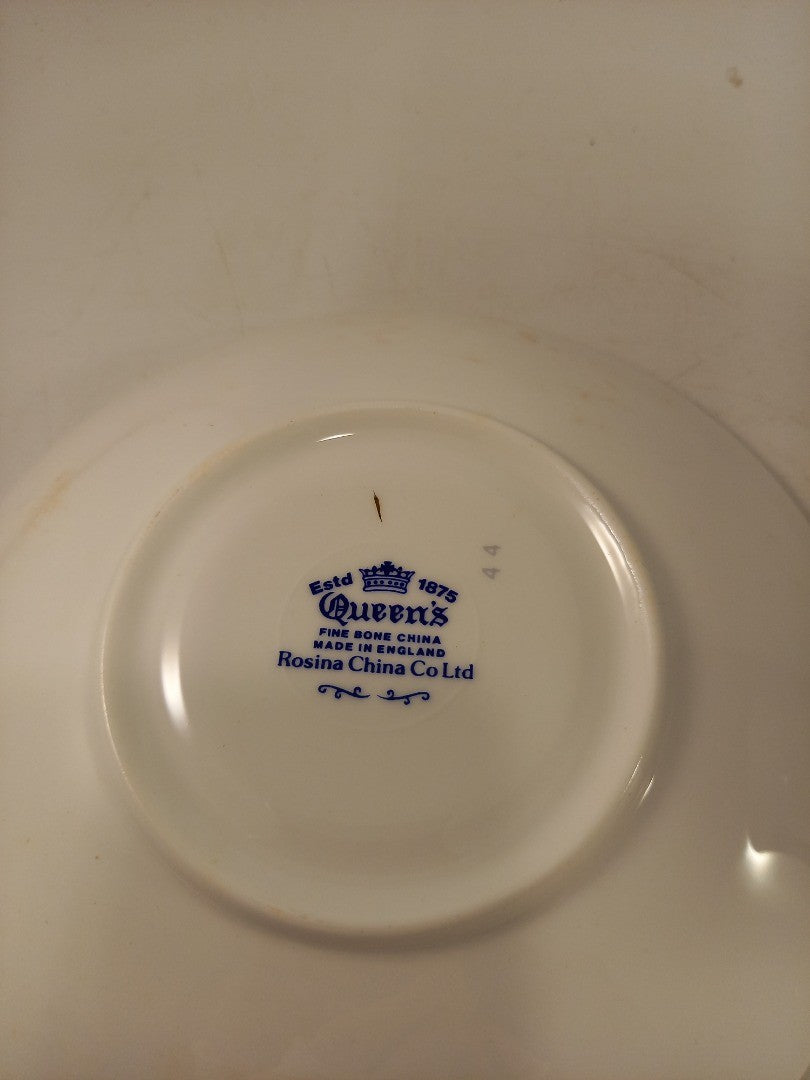 Estd 1875
Queen's
FINE BONE CHINA
MADE IN ENGLAND
Rosina China Co Ltd
44